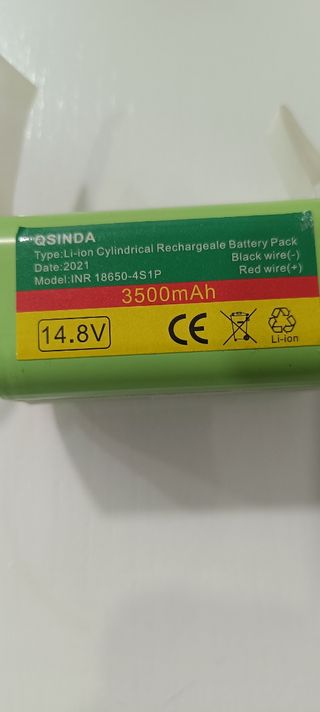 QSINDA
Type:Li-ion Cylindrical Rechargeale Battery Pack
Date:2021
Black wire(-)
Model:INR 18650-4S1P
Red wire(+)
3500mAh
14.8V
CE
Li-ion